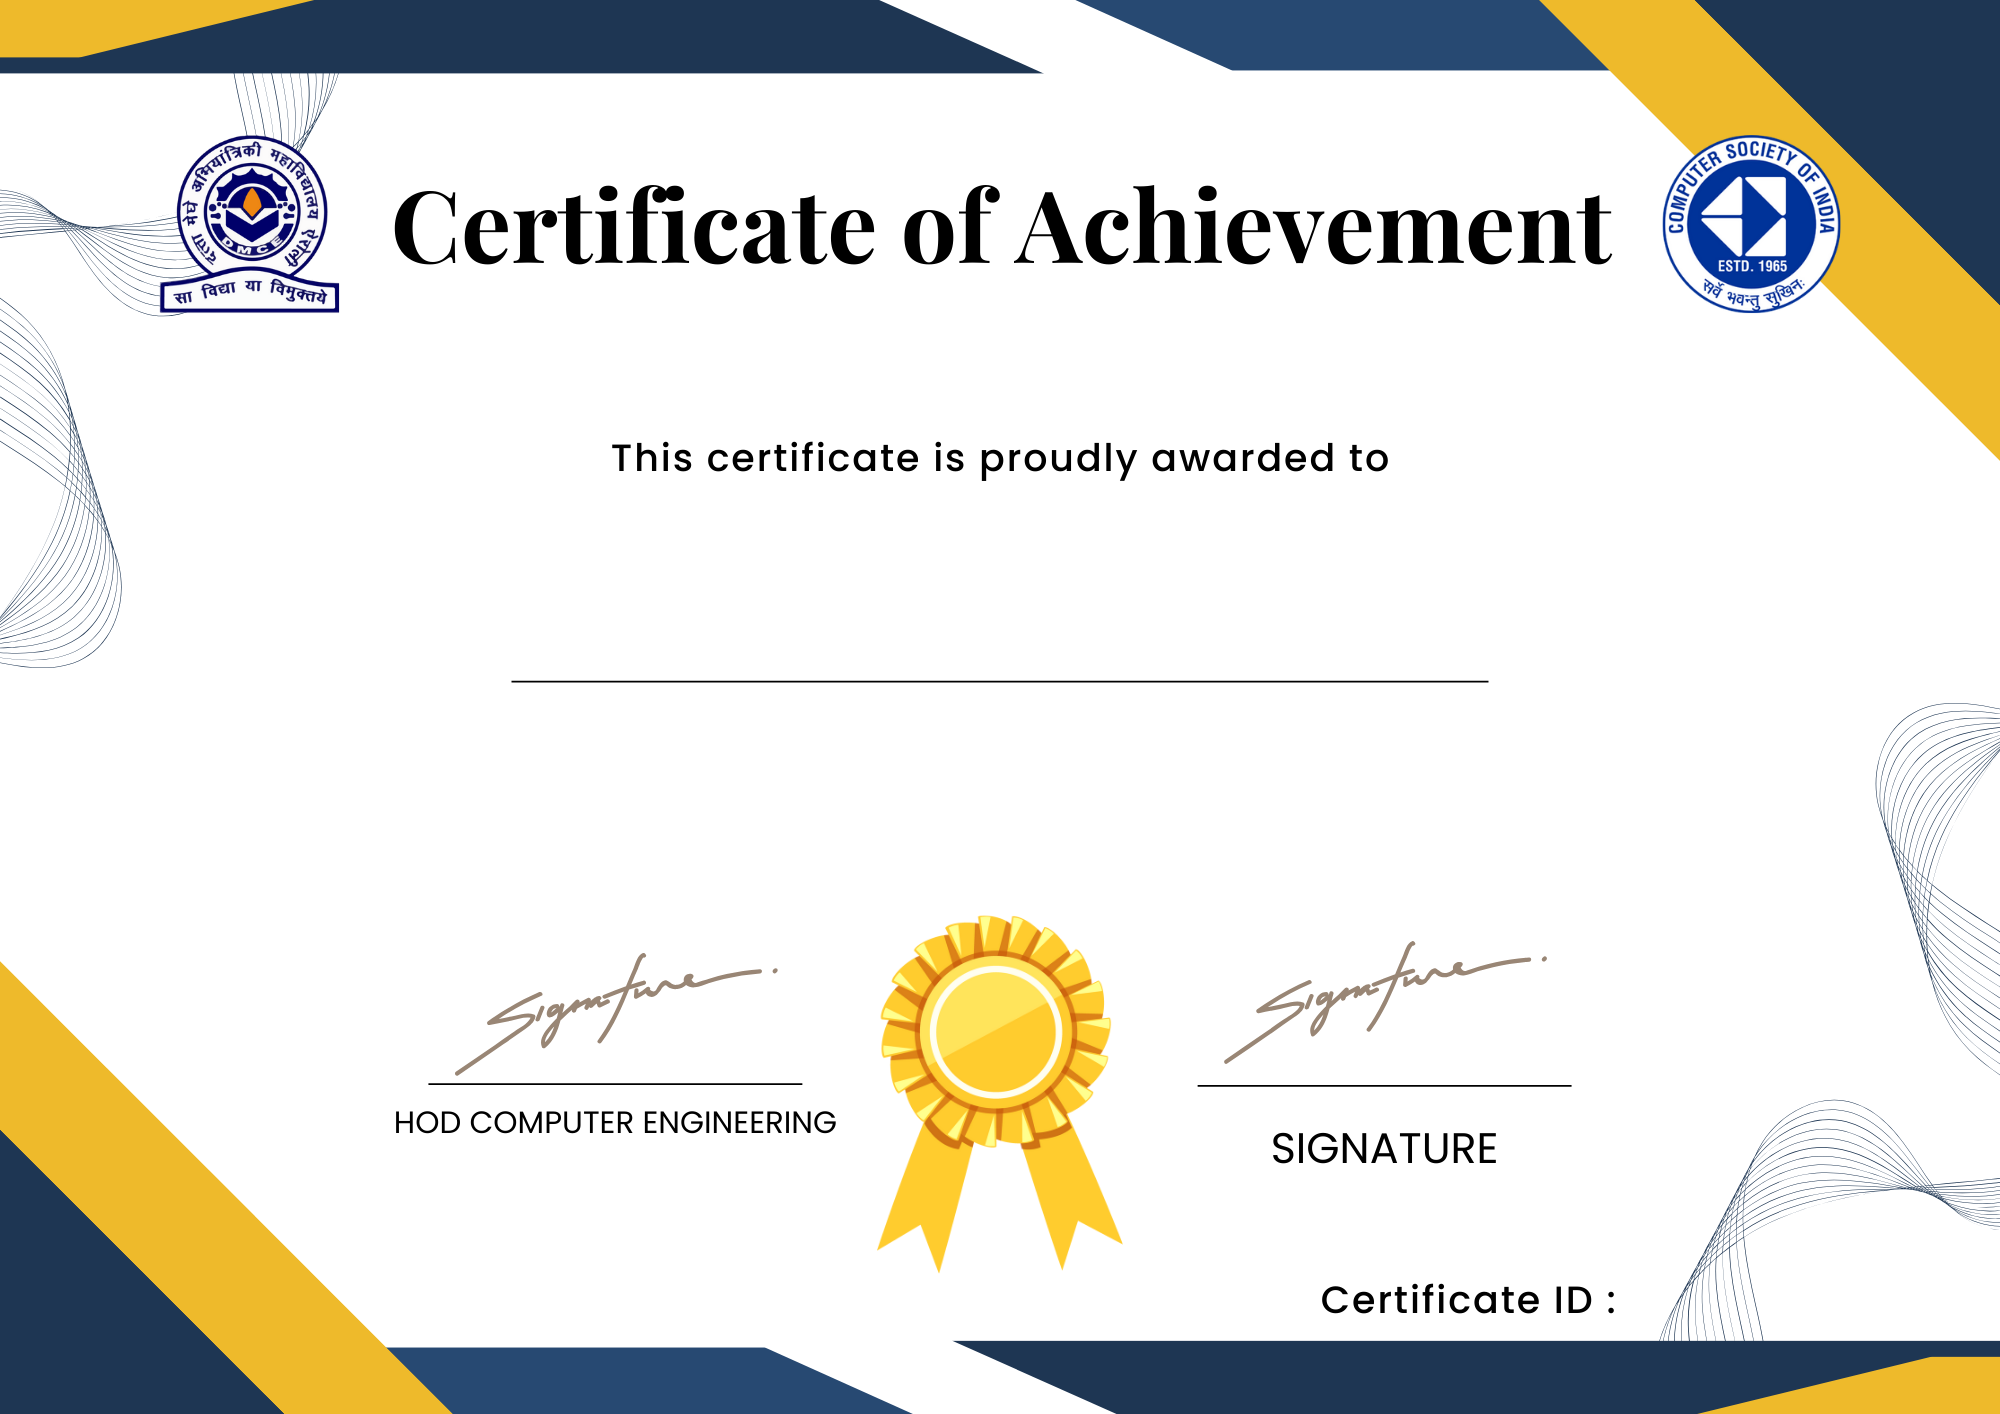 दत्ता मेघे अभियांत्रिकी महाविद्यालय ऐरोली
DMCE
सा विद्या या विमुक्तये
Certificate of Achievement
COMPUTER SOCIETY OF INDIA
ESTD. 1965
सर्वे भवन्तु सुखिनः
This certificate is proudly awarded to
Signature
Signature
HOD COMPUTER ENGINEERING
SIGNATURE
Certificate ID :